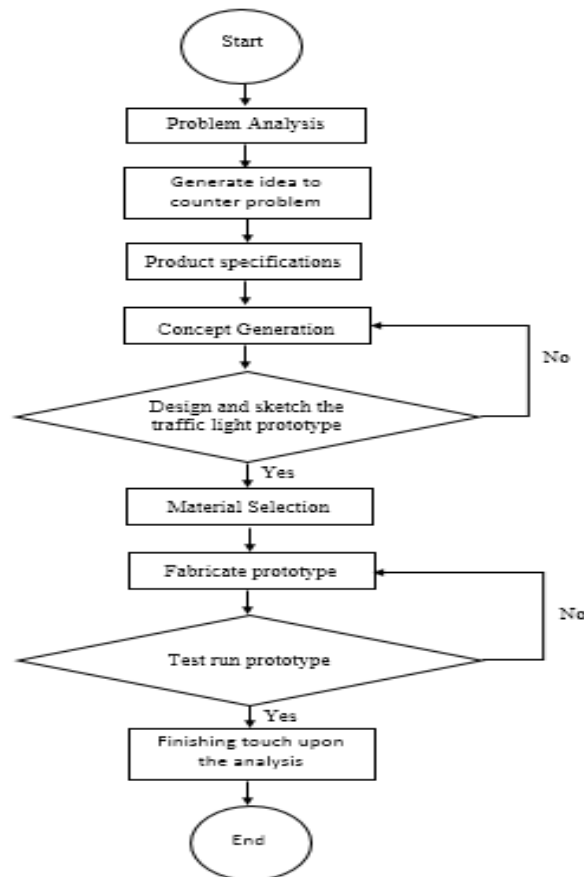 Start
Problem Analysis
Generate idea to
counter problem
Product specifications
Concept Generation
No
Design and sketch the
traffic light prototype
Yes
Material Selection
Fabricate prototype
No
Test run prototype
Yes
Finishing touch upon
the analysis
End